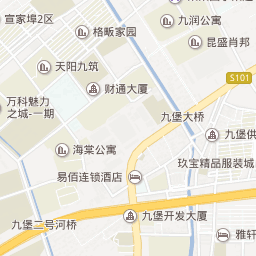 宣家埠2区
九润公寓
格畈家园
昆盛肖邦
天阳九筑
S101
财通大厦
万科魅力
之城-一期
九堡大桥
九堡供
海棠公寓
玖宝精品服装城
易佰连锁酒店
九堡开发大厦
九堡二号河桥
雅轩